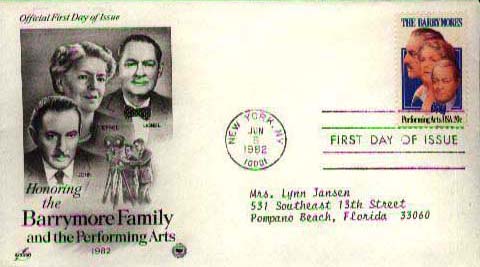 Official First Day of Issue
ETHEL
LIONEL
JOHN
Honoring
the
Barrymore Family
and the Performing Arts
1982
THE BARRYMORES
Performing Arts USA 20c
NEW YORK, NY
JUN
8
1982
10001
FIRST DAY OF ISSUE
Mrs. Lynn Jansen
531 Southeast 13th Street
Pompano Beach, Florida 33060